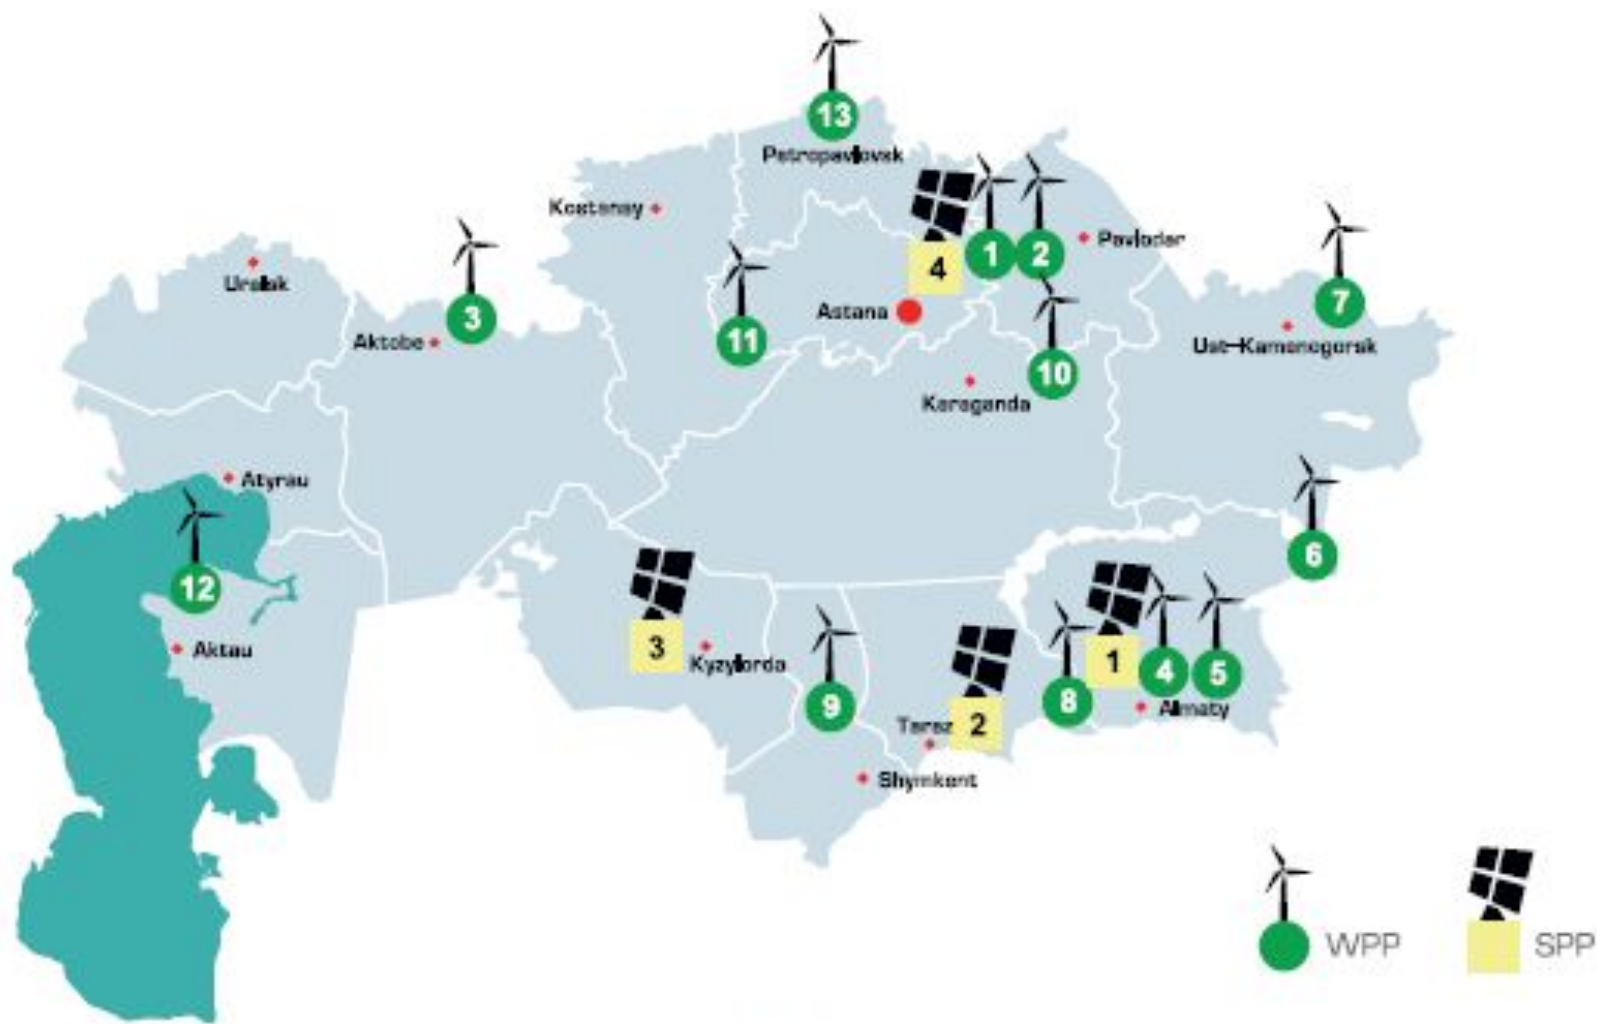 13
Petropavlovsk
Kostanay
1
2
Pavlodar
4
Uralsk
3
7
Astana
11
Aktobe
Ust-Kamenogorsk
10
Karaganda
Atyrau
6
12
3
Aktau
Kyzylorda
1
4
5
9
8
Almaty
Taraz
2
Shymkent
WPP
SPP